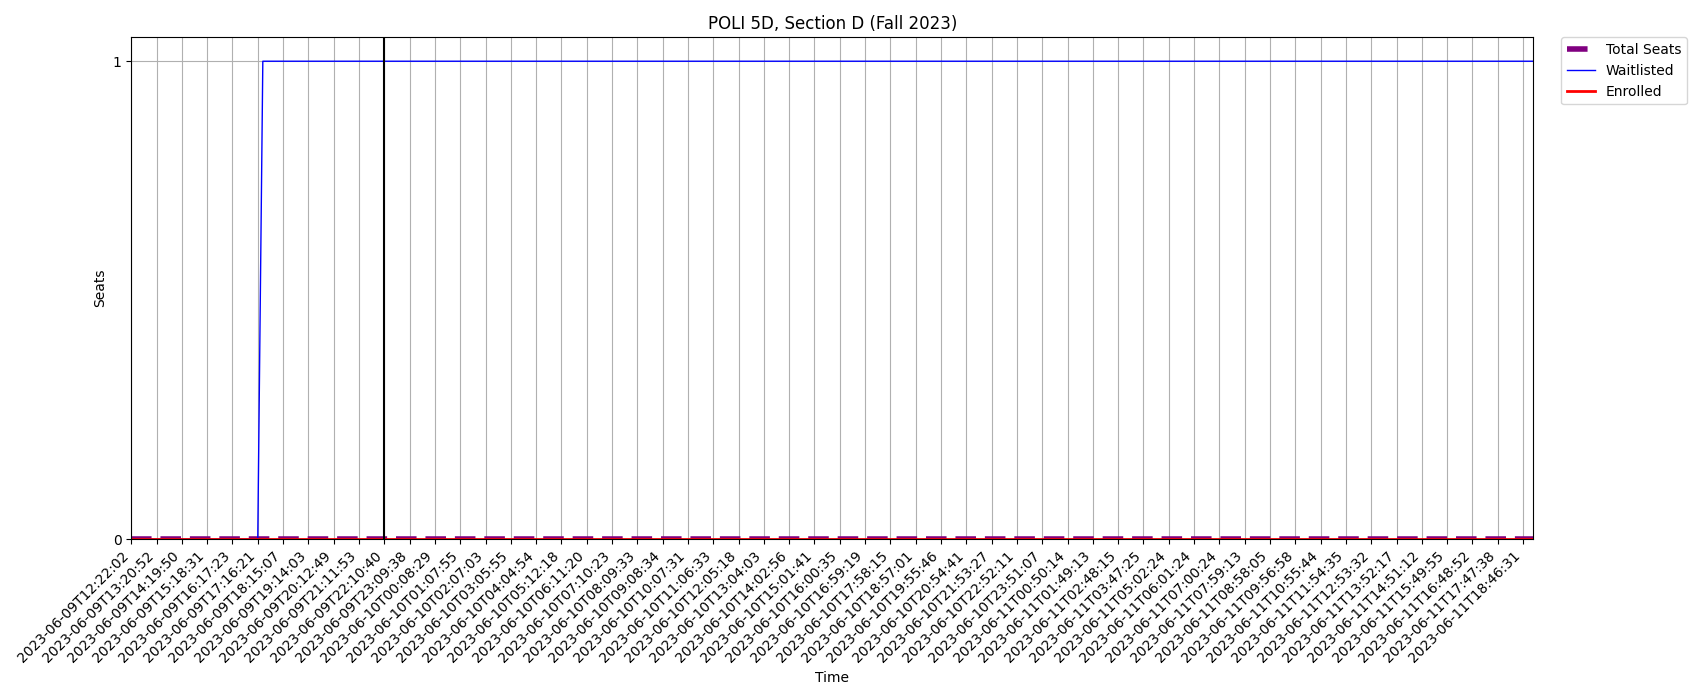 POLI 5D, Section D (Fall 2023)
Total Seats
Waitlisted
Enrolled
Seats
1
0
2023-06-09T12:22:02
2023-06-09T13:20:52
2023-06-09T14:19:50
2023-06-09T15:18:31
2023-06-09T16:17:23
2023-06-09T17:16:21
2023-06-09T18:15:07
2023-06-09T19:14:03
2023-06-09T20:12:49
2023-06-09T21:11:53
2023-06-09T22:10:40
2023-06-09T23:09:38
2023-06-10T00:08:29
2023-06-10T01:07:55
2023-06-10T02:07:03
2023-06-10T03:05:55
2023-06-10T04:04:54
2023-06-10T05:12:18
2023-06-10T06:11:20
2023-06-10T07:10:23
2023-06-10T08:09:33
2023-06-10T09:08:34
2023-06-10T10:07:31
2023-06-10T11:06:33
2023-06-10T12:05:18
2023-06-10T13:04:03
2023-06-10T14:02:56
2023-06-10T15:01:41
2023-06-10T16:00:35
2023-06-10T16:59:19
2023-06-10T17:58:15
2023-06-10T18:57:01
2023-06-10T19:55:46
2023-06-10T20:54:41
2023-06-10T21:53:27
2023-06-10T22:52:11
2023-06-10T23:51:07
2023-06-11T00:50:14
2023-06-11T01:49:13
2023-06-11T02:48:15
2023-06-11T03:47:25
2023-06-11T05:02:24
2023-06-11T06:01:24
2023-06-11T07:00:24
2023-06-11T07:59:13
2023-06-11T08:58:05
2023-06-11T09:56:58
2023-06-11T10:55:44
2023-06-11T11:54:35
2023-06-11T12:53:32
2023-06-11T13:52:17
2023-06-11T14:51:12
2023-06-11T15:49:55
2023-06-11T16:48:52
2023-06-11T17:47:38
2023-06-11T18:46:31
Time